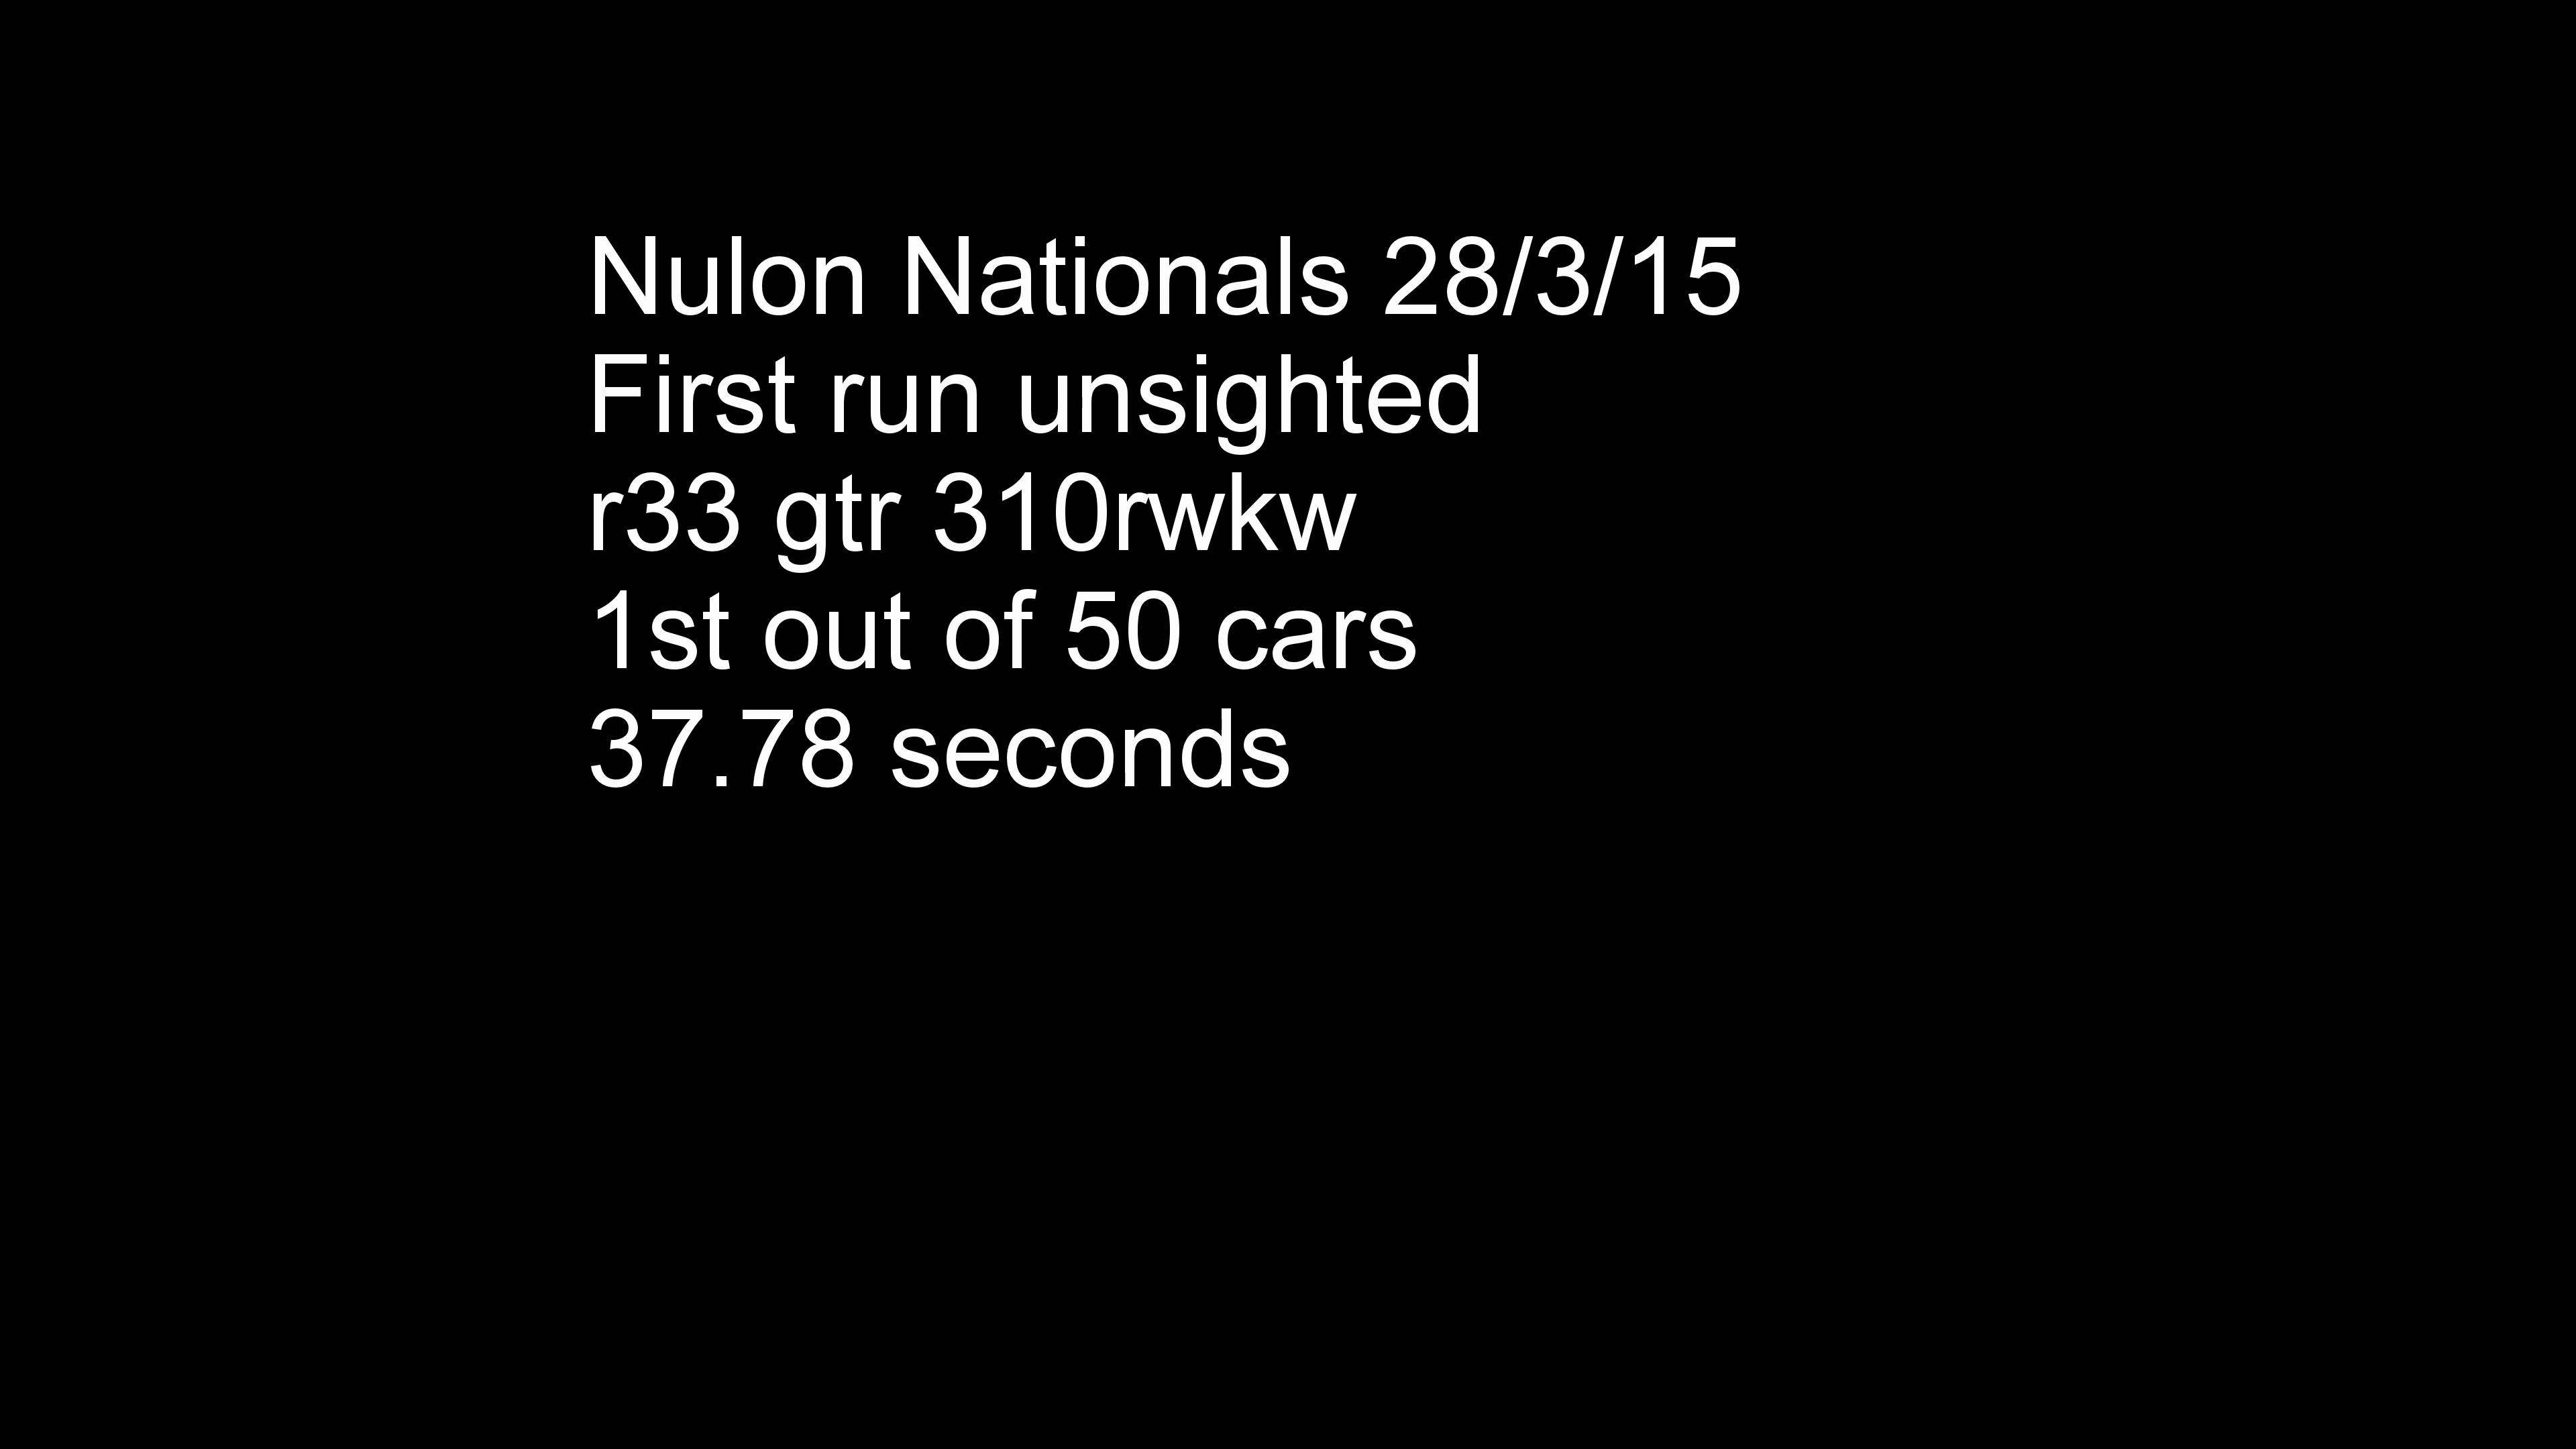 Nulon Nationals 28/3/15
First run unsighted
r33 gtr 310rwkw
1st out of 50 cars
37.78 seconds